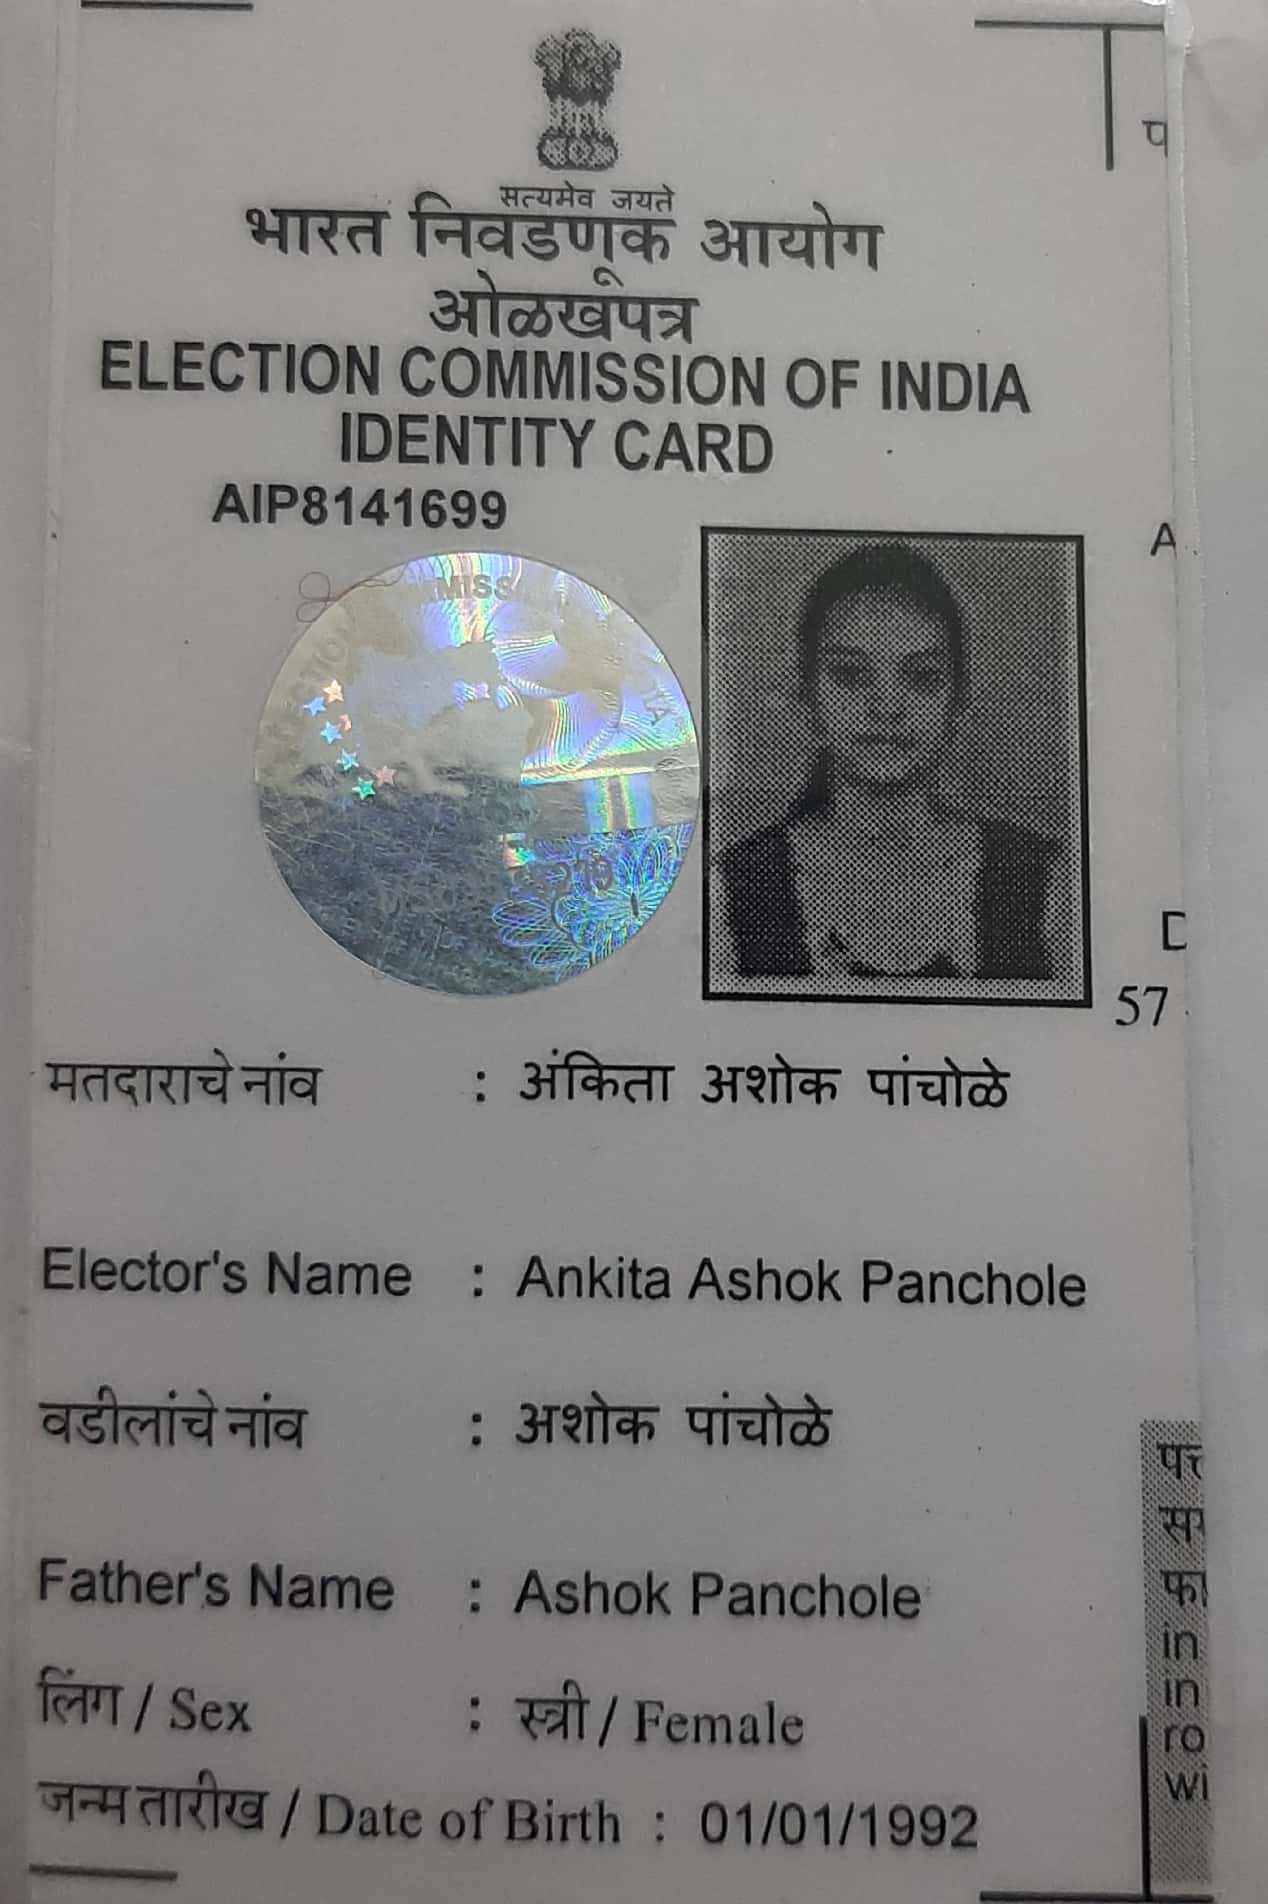 सत्यमेव जयते
भारत निवडणूक आयोग
ओळखपत्र
ELECTION COMMISSION OF INDIA
IDENTITY CARD
AIP8141699
MISS
मतदाराचे नांव : अंकिता अशोक पांचोळे
Elector's Name : Ankita Ashok Panchole
वडीलांचे नांव : अशोक पांचोळे
Father's Name : Ashok Panchole
लिंग / Sex : स्त्री / Female
जन्म तारीख / Date of Birth : 01/01/1992
प
A
D
57
in
in
ro
wi